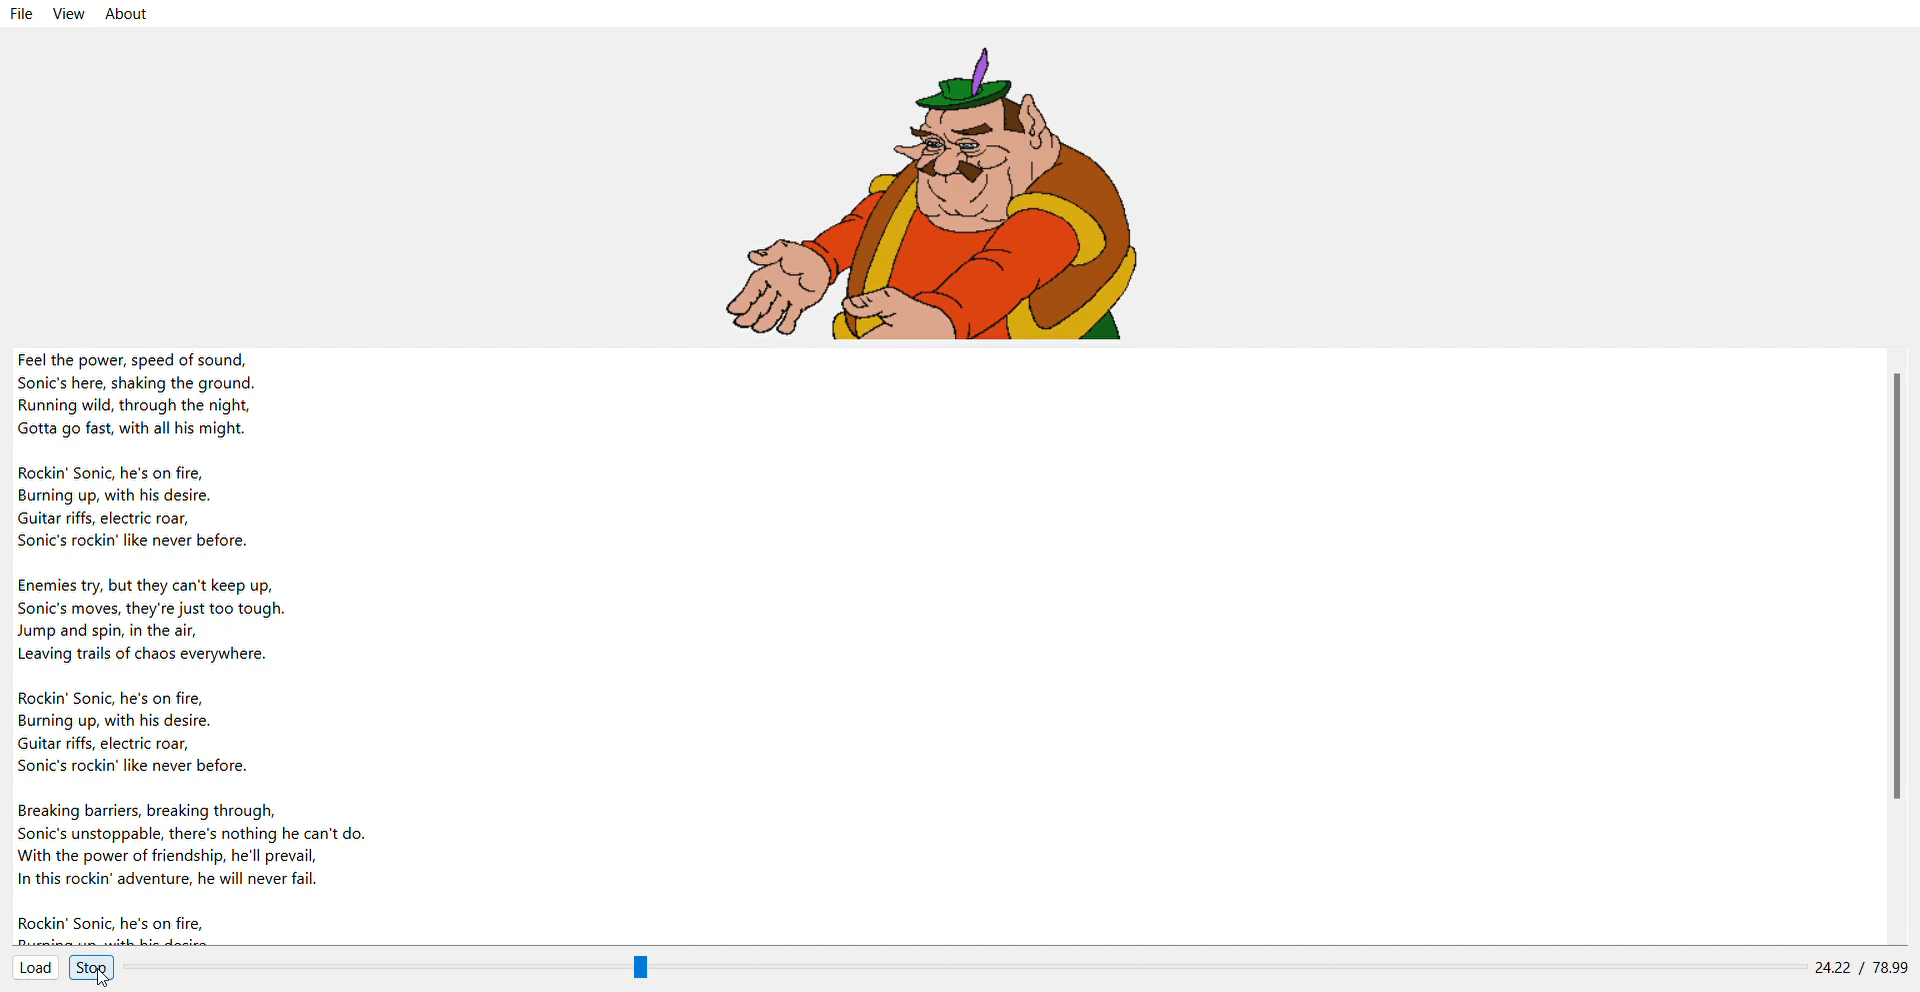 File View About
Feel the power, speed of sound,
Sonic's here, shaking the ground.
Running wild, through the night,
Gotta go fast, with all his might.
Rockin' Sonic, he's on fire,
Burning up, with his desire.
Guitar riffs, electric roar,
Sonic's rockin' like never before.
Enemies try, but they can't keep up,
Sonic's moves, they're just too tough.
Jump and spin, in the air,
Leaving trails of chaos everywhere.
Rockin' Sonic, he's on fire,
Burning up, with his desire.
Guitar riffs, electric roar,
Sonic's rockin' like never before.
Breaking barriers, breaking through,
Sonic's unstoppable, there's nothing he can't do.
With the power of friendship, he'll prevail,
In this rockin' adventure, he will never fail.
Rockin' Sonic, he's on fire,
Burning up, with his desire.
Load Stop 24.22 / 78.99